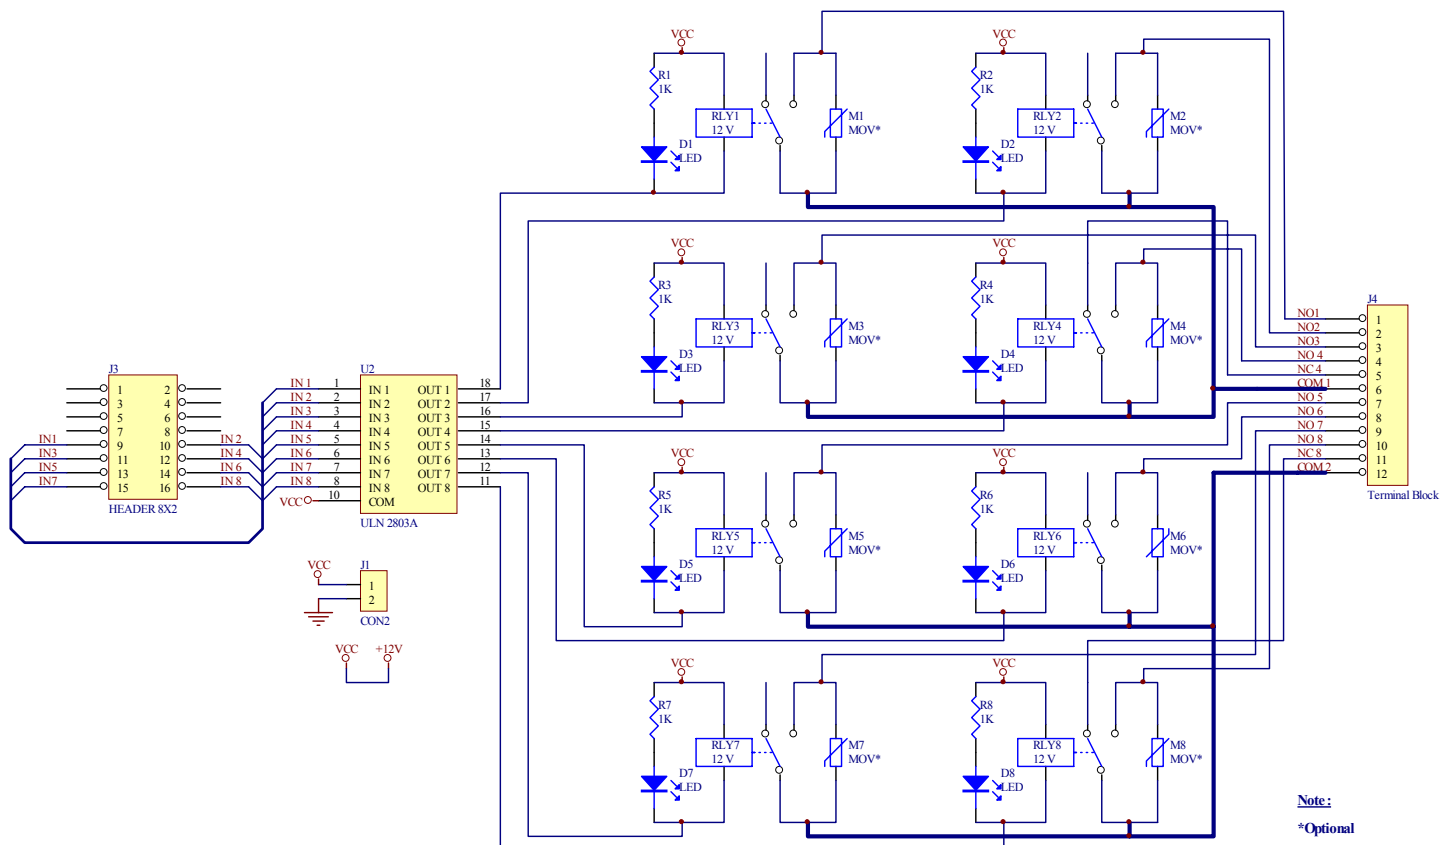 VCC
R1
1K
RLY1
12 V
D1
LED
M1
MOV*
VCC
R2
1K
RLY2
12 V
D2
LED
M2
MOV*
VCC
R3
1K
RLY3
12 V
D3
LED
M3
MOV*
VCC
R4
1K
RLY4
12 V
D4
LED
M4
MOV*
J3
1 2
3 4
5 6
7 8
IN1 9 10 IN 2
IN3 11 12 IN 4
IN5 13 14 IN 6
IN7 15 16 IN 8
HEADER 8X2
U2
IN 1 1 IN 1 OUT 1 18
IN 2 2 IN 2 OUT 2 17
IN 3 3 IN 3 OUT 3 16
IN 4 4 IN 4 OUT 4 15
IN 5 5 IN 5 OUT 5 14
IN 6 6 IN 6 OUT 6 13
IN 7 7 IN 7 OUT 7 12
IN 8 8 IN 8 OUT 8 11
VCC 10 COM
ULN 2803A
J4
NO1 1
NO2 2
NO3 3
NO 4 4
NC 4 5
COM 1 6
NO 5 7
NO 6 8
NO 7 9
NO 8 10
NC 8 11
COM 2 12
Terminal Block
VCC
R5
1K
RLY5
12 V
D5
LED
M5
MOV*
VCC
R6
1K
RLY6
12 V
D6
LED
M6
MOV*
VCC
J1
1
2
CON2
VCC +12V
VCC
R7
1K
RLY7
12 V
D7
LED
M7
MOV*
VCC
R8
1K
RLY8
12 V
D8
LED
M8
MOV*
Note :
*Optional